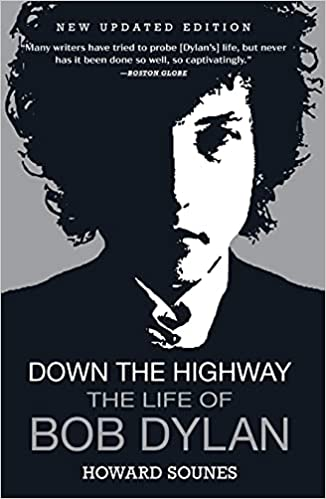 NEW UPDATED EDITION
"Many writers have tried to probe [Dylan's] life, but never
has it been done so well, so captivatingly."
—BOSTON GLOBE
DOWN THE HIGHWAY
THE LIFE OF
BOB DYLAN
HOWARD SOUNES